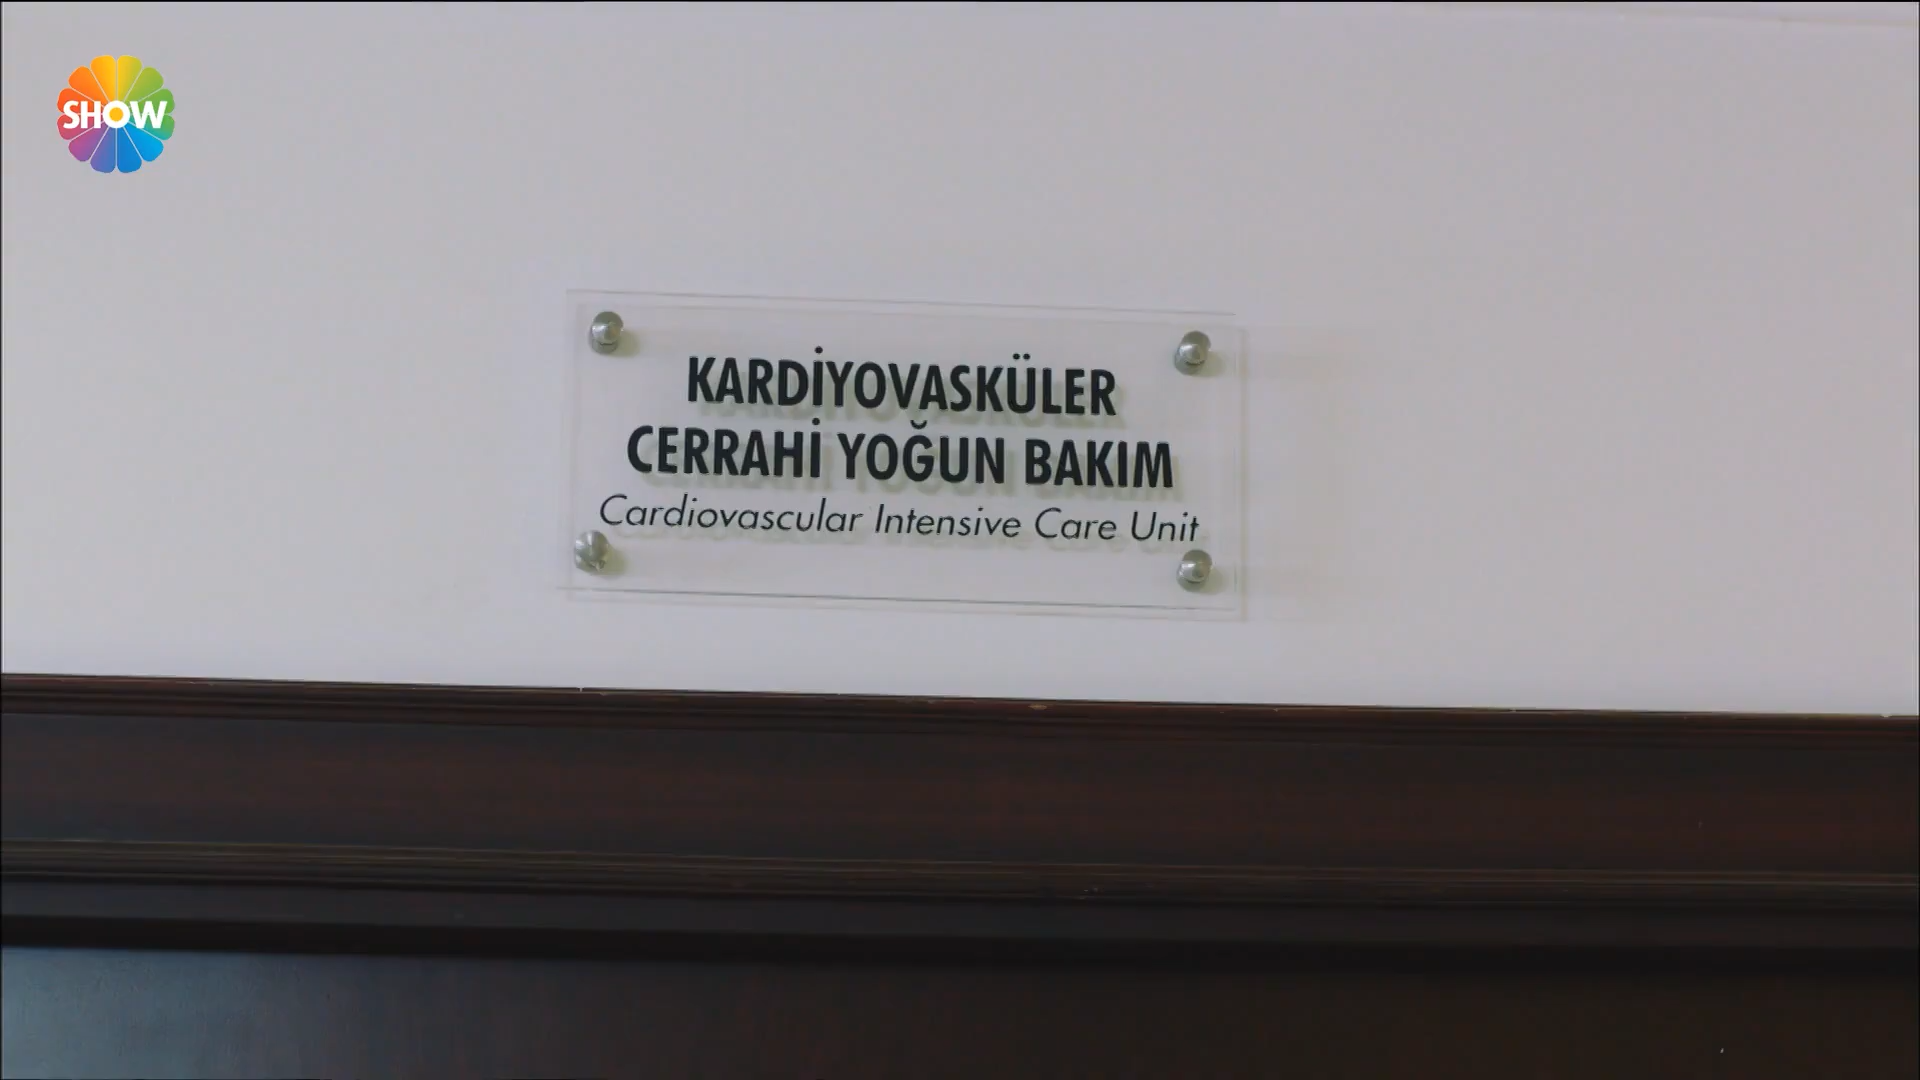 SHOW
KARDİYOVASKÜLER
CERRAHİ YOĞUN BAKIM
Cardiovascular Intensive Care Unit